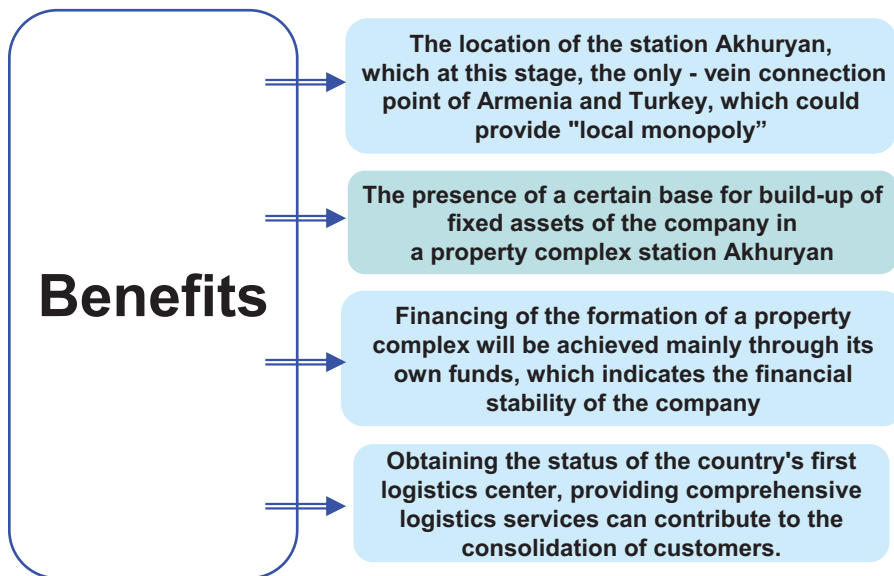 Benefits
The location of the station Akhuryan,
which at this stage, the only - vein connection
point of Armenia and Turkey, which could
provide "local monopoly”
The presence of a certain base for build-up of
fixed assets of the company in
a property complex station Akhuryan
Financing of the formation of a property
complex will be achieved mainly through its
own funds, which indicates the financial
stability of the company
Obtaining the status of the country's first
logistics center, providing comprehensive
logistics services can contribute to the
consolidation of customers.